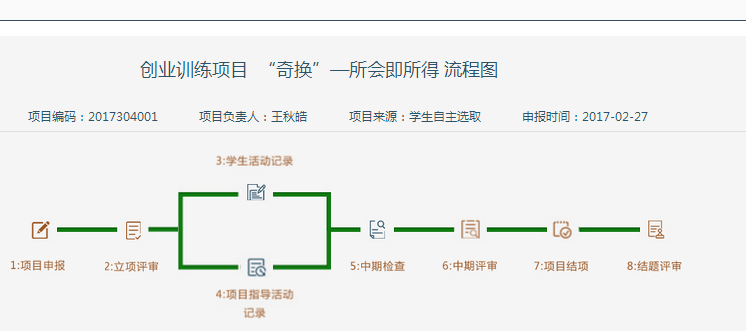 创业训练项目 “奇换”—所会即所得 流程图
项目编码：2017304001 项目负责人：王秋皓 项目来源：学生自主选取 申报时间：2017-02-27
3:学生活动记录
1:项目申报
2:立项评审
4:项目指导活动
记录
5:中期检查
6:中期评审
7:项目结项
8:结题评审